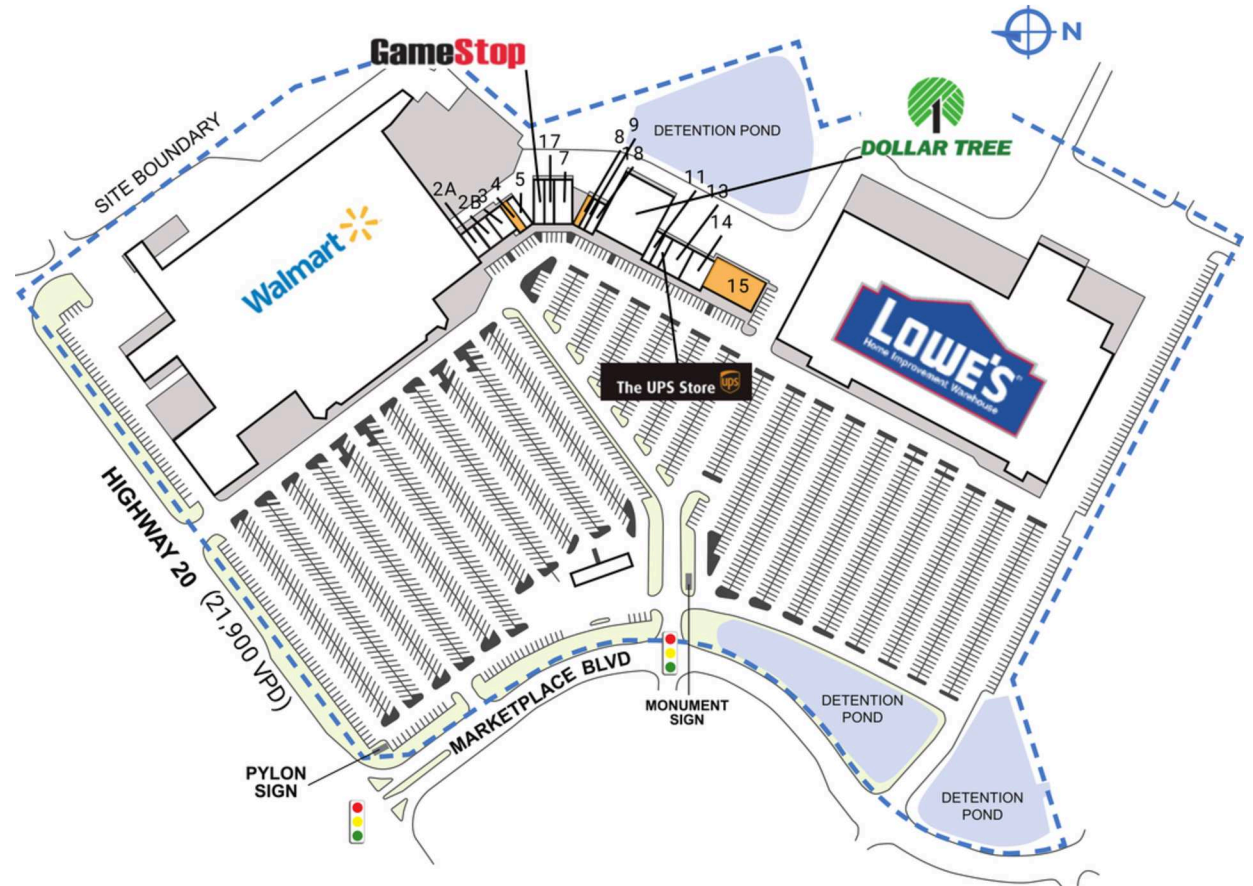 N
GameStop
DETENTION POND
DOLLAR TREE
SITE BOUNDARY
2A
2B
3
4
5
17
7
8
9
18
11
13
14
15
Walmart
LOWE'S
Home Improvement Warehouse
The UPS Store ups
HIGHWAY 20 (21,900 VPD)
MARKETPLACE BLVD
MONUMENT
SIGN
DETENTION
POND
PYLON
SIGN
DETENTION
POND